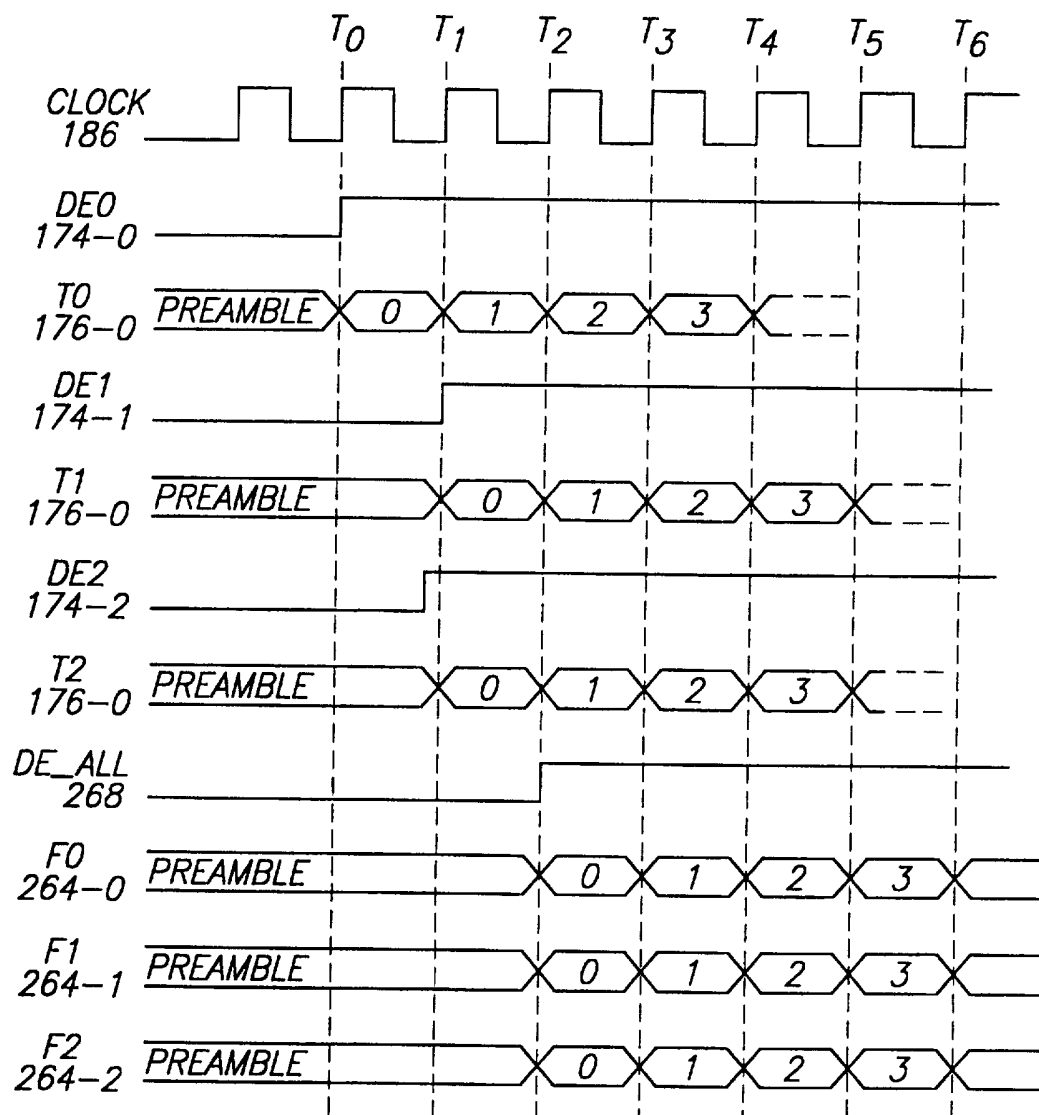 T0 T1 T2 T3 T4 T5 T6
CLOCK
186
DE0
174-0
T0
176-0
PREAMBLE 0 1 2 3
DE1
174-1
T1
176-0
PREAMBLE 0 1 2 3
DE2
174-2
T2
176-0
PREAMBLE 0 1 2 3
DE_ALL
268
F0
264-0
PREAMBLE 0 1 2 3
F1
264-1
PREAMBLE 0 1 2 3
F2
264-2
PREAMBLE 0 1 2 3